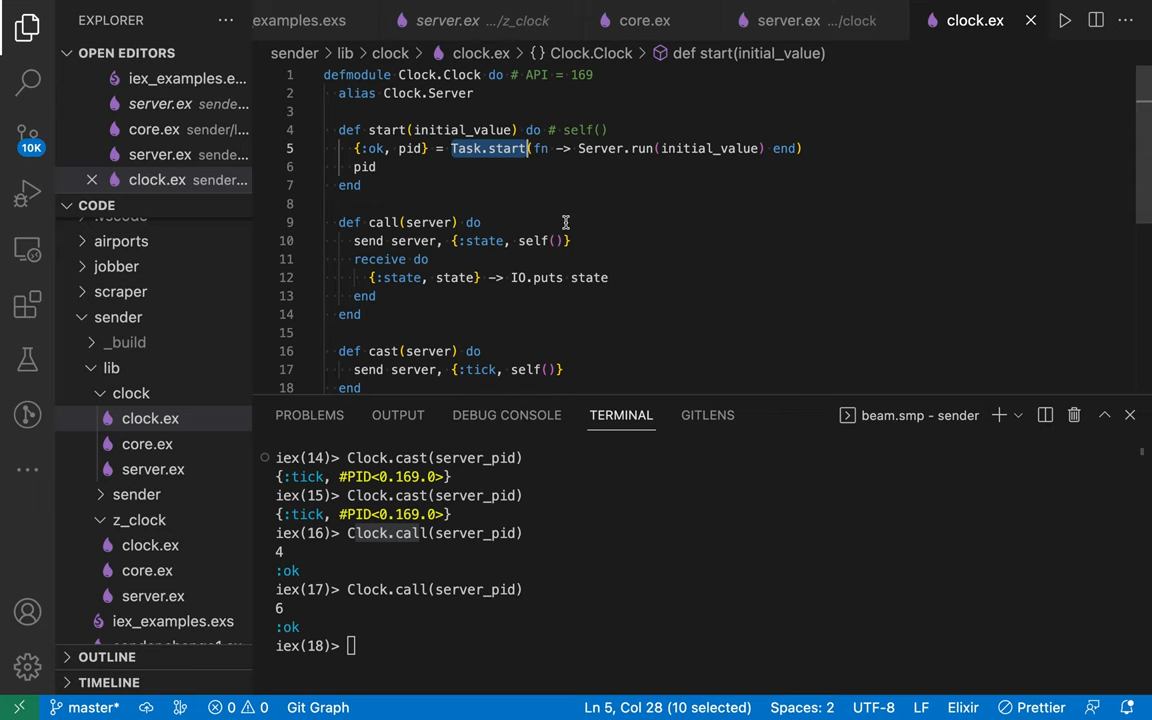 EXPLORER
···
examples.exs
server.ex .../z_clock
core.ex
server.ex .../clock
clock.ex
OPEN EDITORS
iex_examples.e...
server.ex sende...
core.ex sender/l...
server.ex sende...
clock.ex sender...
10K
CODE
.vscode
airports
jobber
scraper
sender
_build
lib
clock
clock.ex
core.ex
server.ex
sender
z_clock
clock.ex
core.ex
server.ex
iex_examples.exs
OUTLINE
TIMELINE
sender > lib > clock > clock.ex > {} Clock.Clock > def start(initial_value)
1 defmodule Clock.Clock do # API = 169
2 alias Clock.Server
3
4 def start(initial_value) do # self()
5 {:ok, pid} = Task.start(fn -> Server.run(initial_value) end)
6 pid
7 end
8
9 def call(server) do
10 send server, {:state, self()}
11 receive do
12 {:state, state} -> IO.puts state
13 end
14 end
15
16 def cast(server) do
17 send server, {:tick, self()}
18 end
PROBLEMS OUTPUT DEBUG CONSOLE TERMINAL GITLENS
beam.smp - sender
iex(14)> Clock.cast(server_pid)
{:tick, #PID<0.169.0>}
iex(15)> Clock.cast(server_pid)
{:tick, #PID<0.169.0>}
iex(16)> Clock.call(server_pid)
4
:ok
iex(17)> Clock.call(server_pid)
6
:ok
iex(18)>
master* 0 0 Git Graph Ln 5, Col 28 (10 selected) Spaces: 2 UTF-8 LF Elixir Prettier